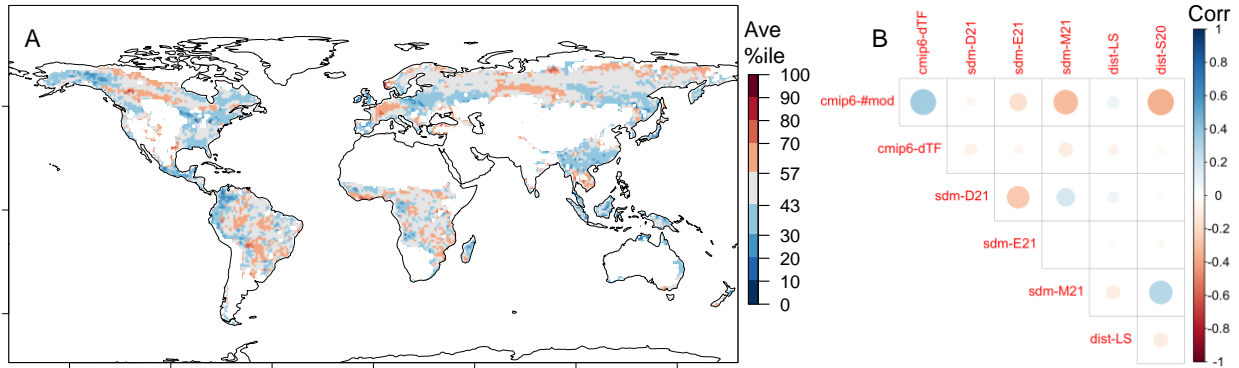 A
Ave
%ile
100
90
80
70
57
43
30
20
10
0
B
Corr
cmip6-dTF
sdm-D21
sdm-E21
sdm-M21
dist-LS
dist-S20
cmip6-#mod
cmip6-dTF
sdm-D21
sdm-E21
sdm-M21
dist-LS
1
0.8
0.6
0.4
0.2
0
-0.2
-0.4
-0.6
-0.8
-1